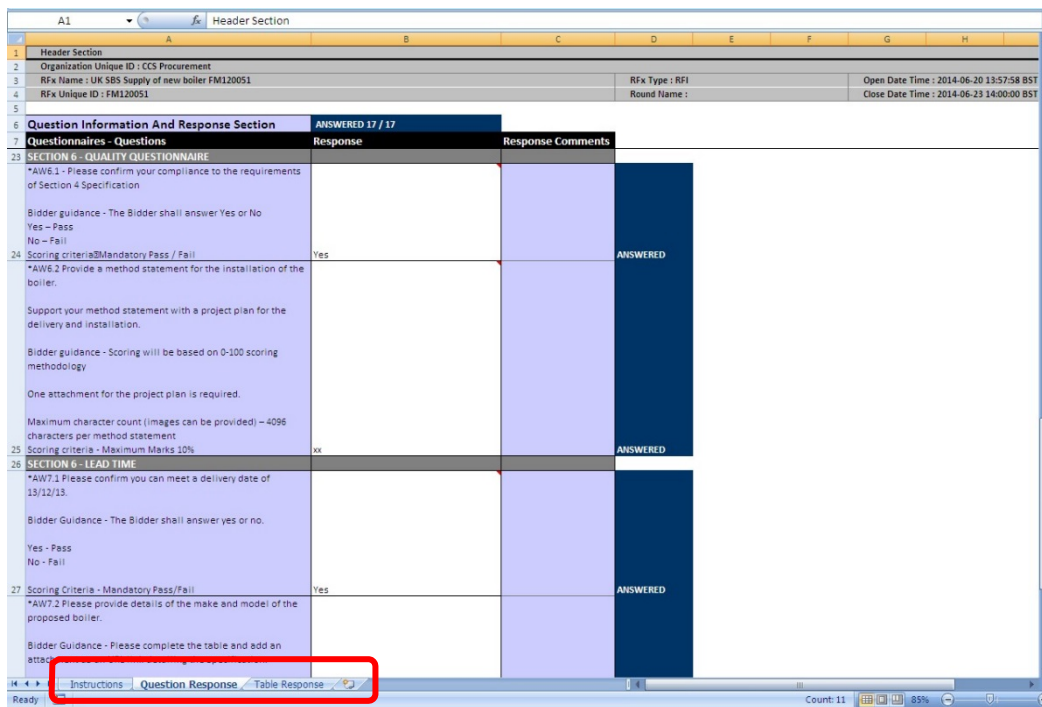 A1 fx Header Section
A B C D E F G H
1 Header Section
2 Organization Unique ID : CCS Procurement
3 RFx Name : UK SBS Supply of new boiler FM120051 RFx Type : RFI Open Date Time : 2014-06-20 13:57:58 BST
4 RFx Unique ID : FM120051 Round Name : Close Date Time : 2014-06-23 14:00:00 BST
5
6 Question Information And Response Section ANSWERED 17 / 17
7 Questionnaires - Questions Response Response Comments
23 SECTION 6 - QUALITY QUESTIONNAIRE
*AW6.1 - Please confirm your compliance to the requirements
of Section 4 Specification
Bidder guidance - The Bidder shall answer Yes or No
Yes – Pass
No – Fail
24 Scoring criteria Mandatory Pass / Fail Yes ANSWERED
*AW6.2 Provide a method statement for the installation of the
boiler.
Support your method statement with a project plan for the
delivery and installation.
Bidder guidance - Scoring will be based on 0-100 scoring
methodology
One attachment for the project plan is required.
Maximum character count (images can be provided) – 4096
characters per method statement
25 Scoring criteria - Maximum Marks 10% xx ANSWERED
26 SECTION 6 - LEAD TIME
*AW7.1 Please confirm you can meet a delivery date of
13/12/13.
Bidder Guidance - The Bidder shall answer yes or no.
Yes - Pass
No - Fail
27 Scoring Criteria - Mandatory Pass/Fail Yes ANSWERED
*AW7.2 Please provide details of the make and model of the
proposed boiler.
Bidder Guidance - Please complete the table and add an
Instructions Question Response Table Response
Ready Count: 11 85%